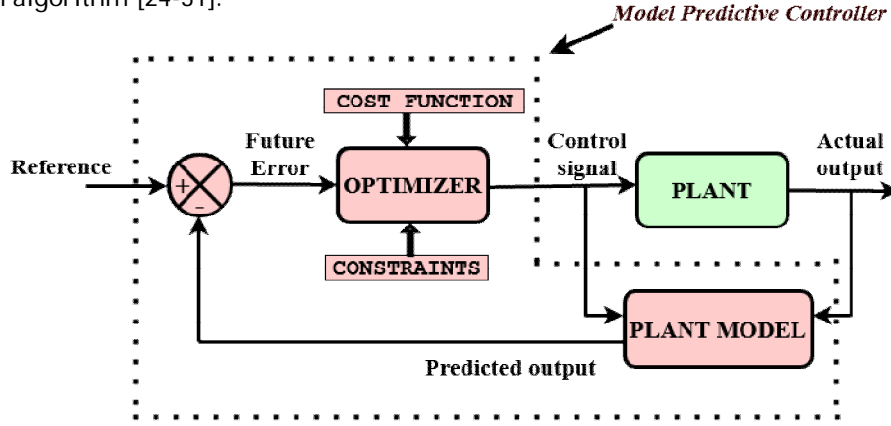 algorithm [24-31].
Model Predictive Controller
COST FUNCTION
Future
Error
Control
signal
Actual
output
Reference
+
-
OPTIMIZER
PLANT
CONSTRAINTS
PLANT MODEL
Predicted output